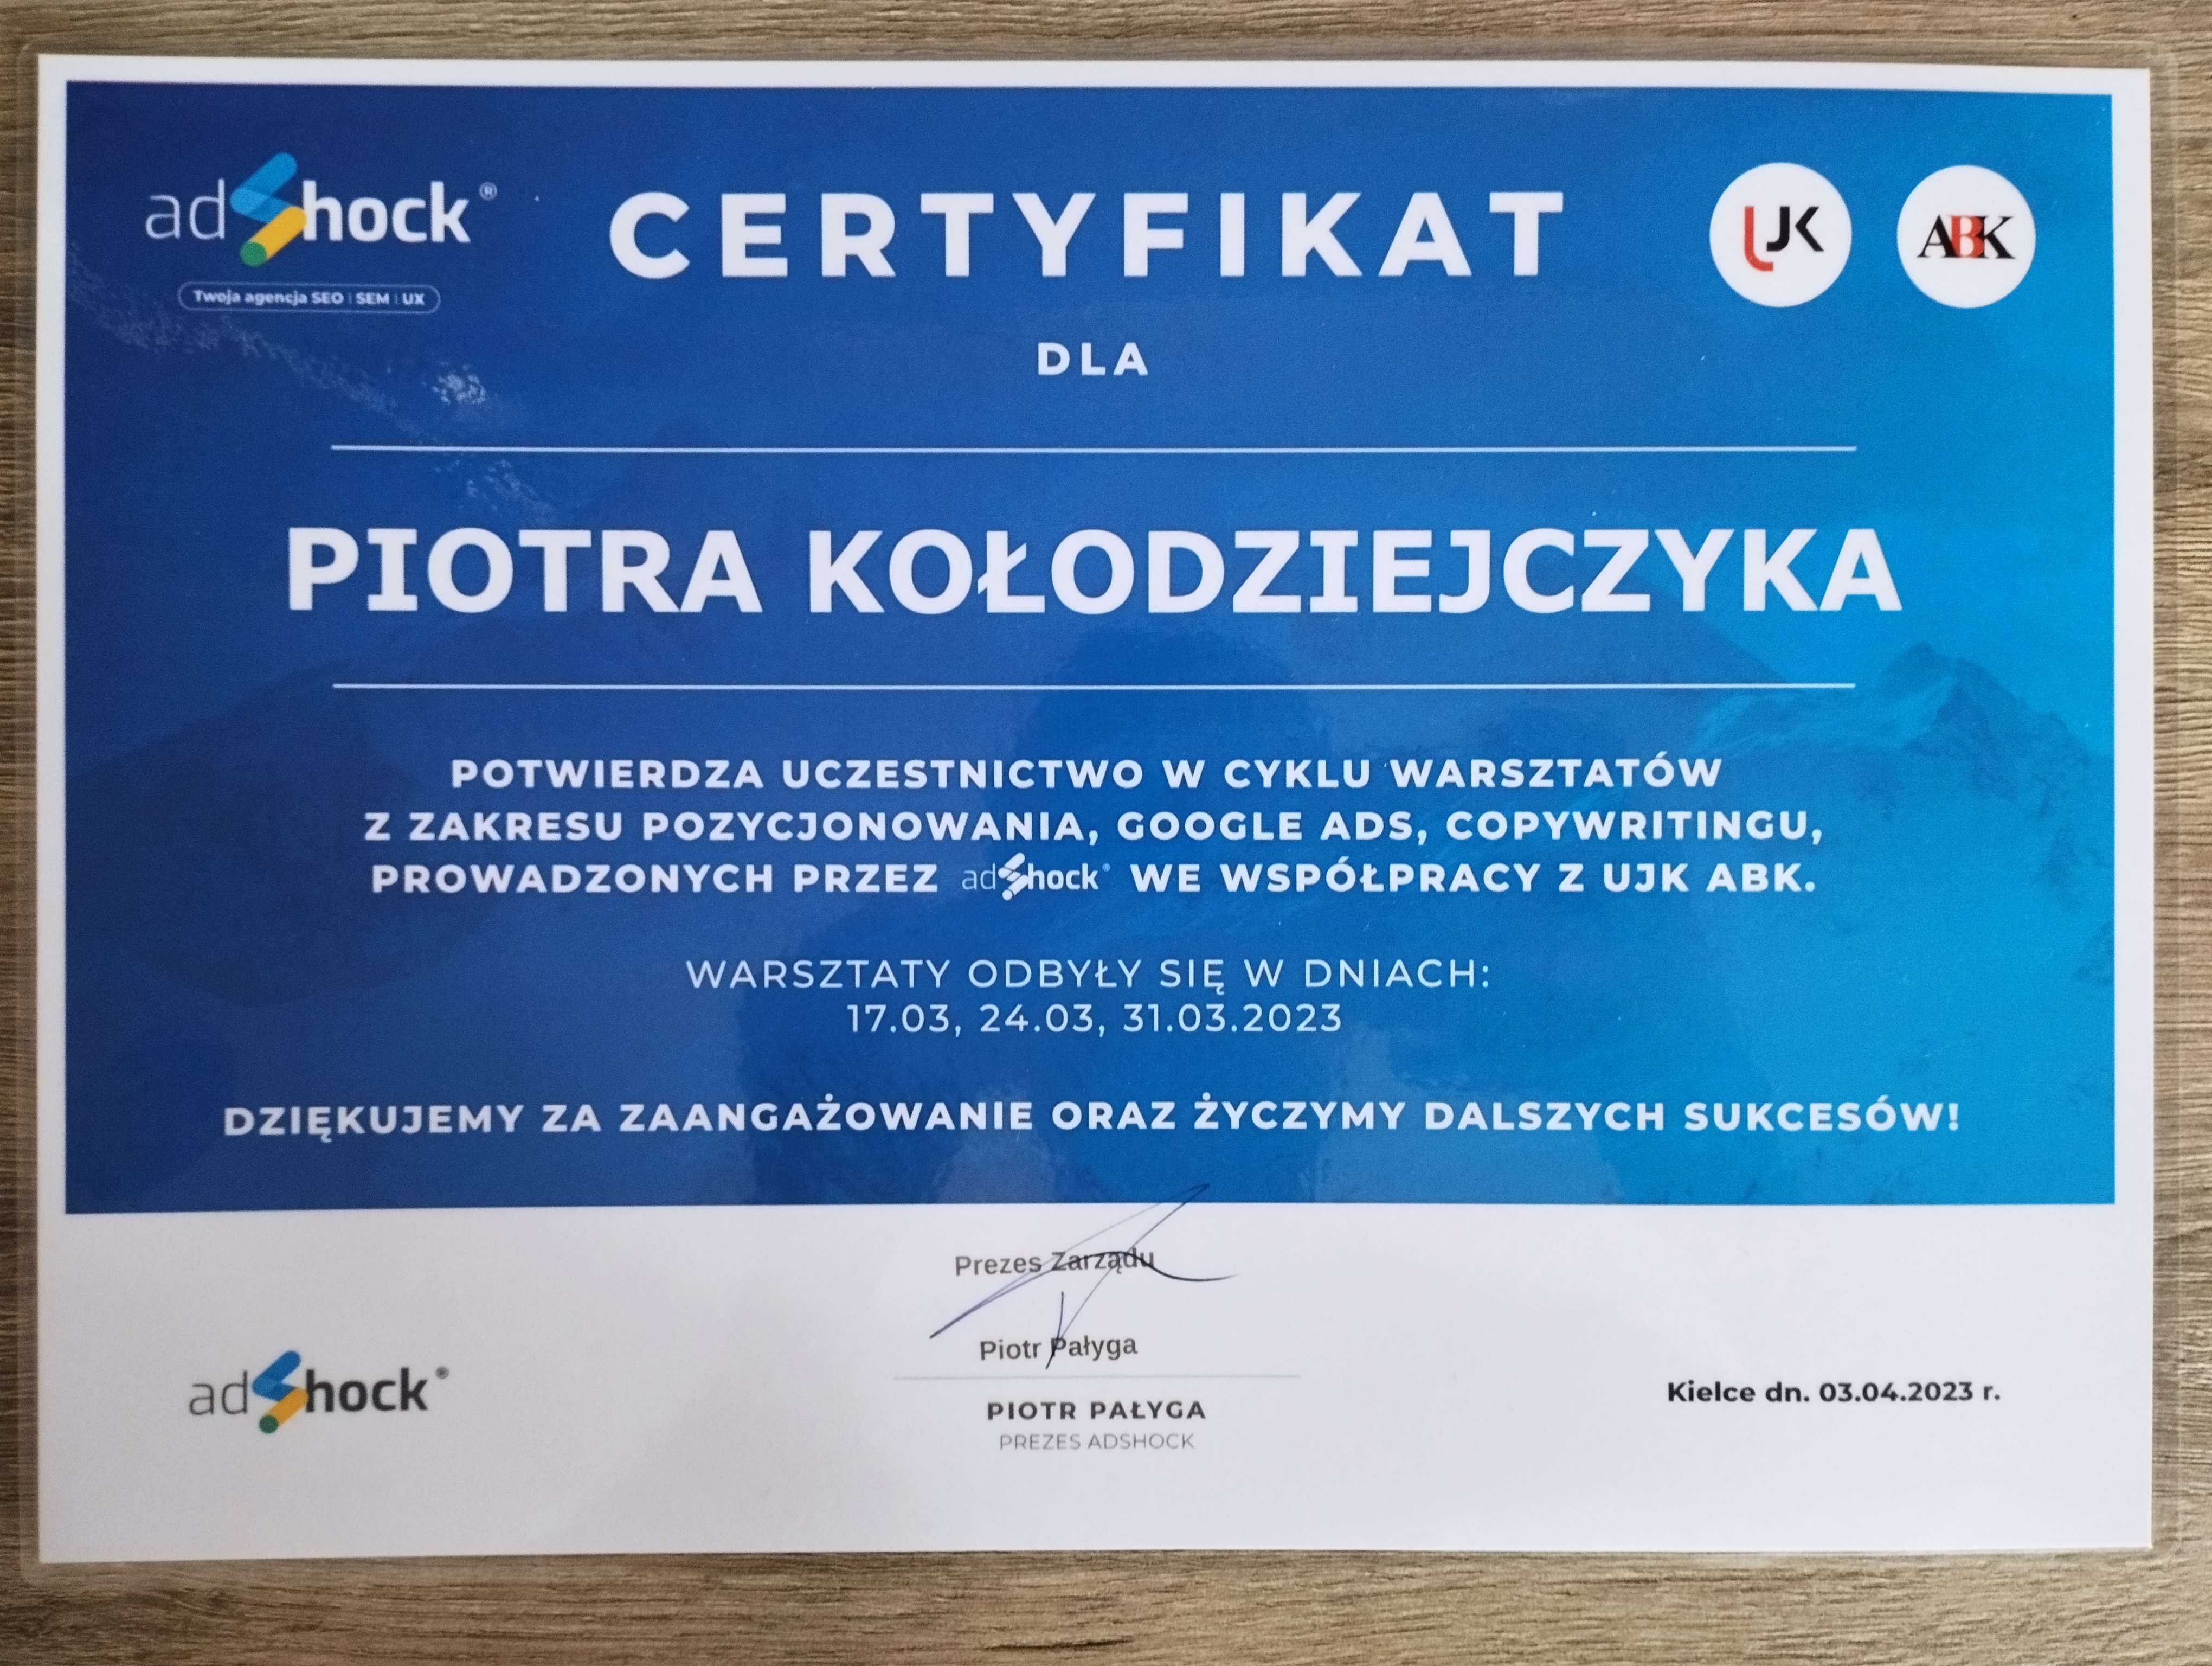 adShock®
Twoja agencja SEO | SEM | UX
CERTYFIKAT
UJK
ABK
DLA
PIOTRA KOŁODZIEJCZYKA
POTWIERDZA UCZESTNICTWO W CYKLU WARSZTATÓW
Z ZAKRESU POZYCJONOWANIA, GOOGLE ADS, COPYWRITINGU,
PROWADZONYCH PRZEZ adShock® WE WSPÓŁPRACY Z UJK ABK.
WARSZTATY ODBYŁY SIĘ W DNIACH:
17.03, 24.03, 31.03.2023
DZIĘKUJEMY ZA ZAANGAŻOWANIE ORAZ ŻYCZYMY DALSZYCH SUKCESÓW!
Prezes Zarządu
Piotr Pałyga
PIOTR PAŁYGA
PREZES ADSHOCK
adShock®
Kielce dn. 03.04.2023 r.